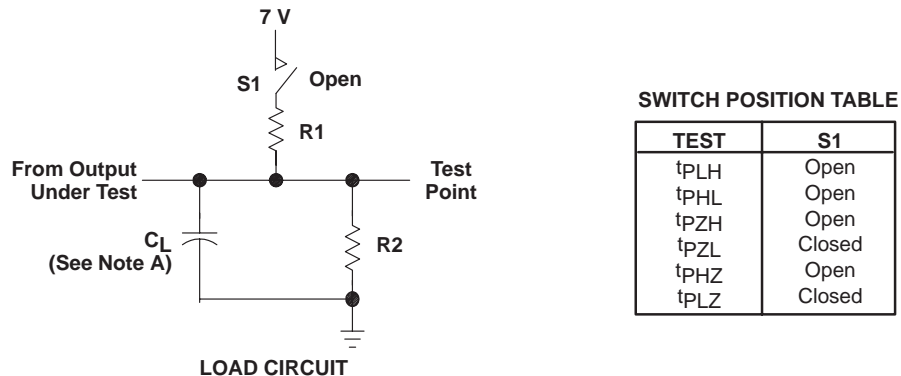 7 V
S1
Open
R1
From Output
Under Test
Test
Point
CL
(See Note A)
R2
LOAD CIRCUIT
SWITCH POSITION TABLE
TEST S1
tPLH Open
tPHL Open
tPZH Open
tPZL Closed
tPHZ Open
tPLZ Closed